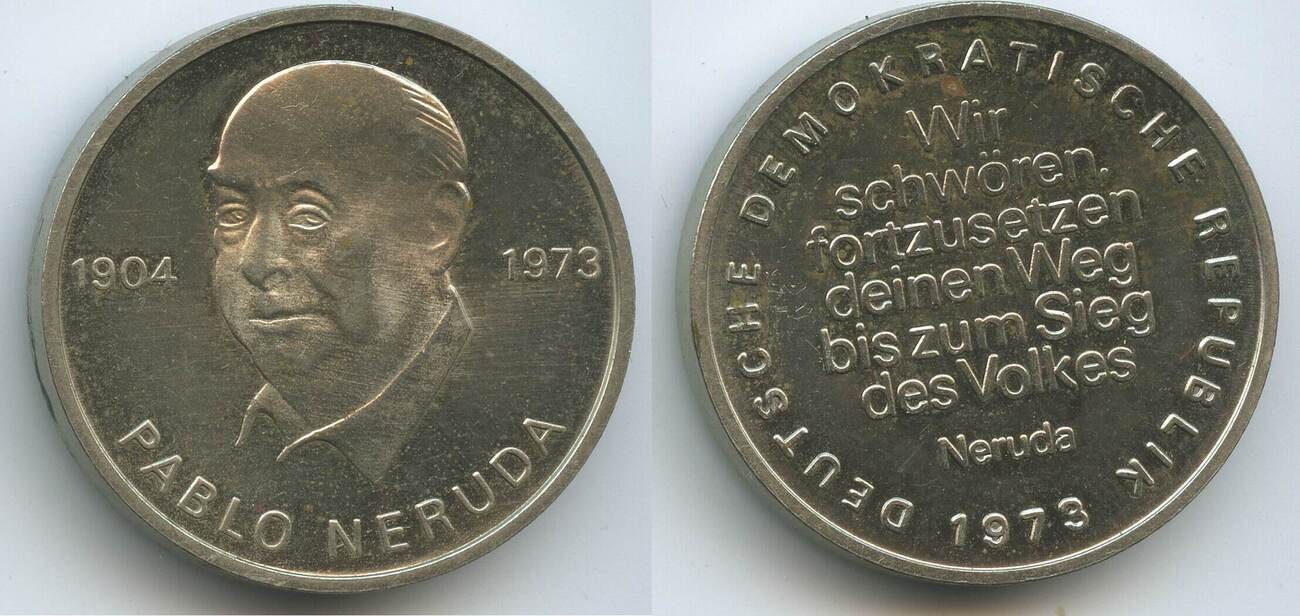 1904
1973
PABLO NERUDA
DEUTSCHE DEMOKRATISCHE REPUBLIK
Wir
schwören,
fortzusetzen
deinen Weg
bis zum Sieg
des Volkes
Neruda
1973